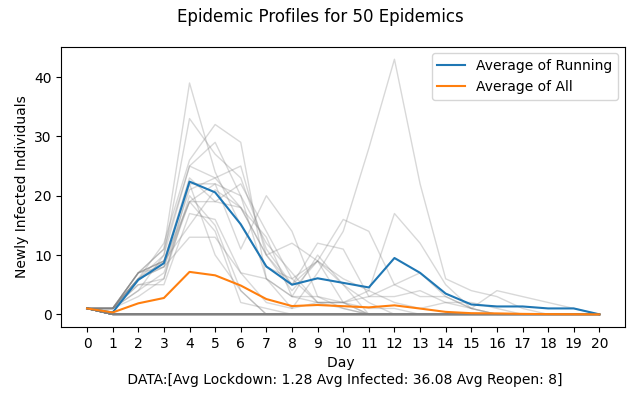 Epidemic Profiles for 50 Epidemics
Newly Infected Individuals
40
30
20
10
0
Average of Running
Average of All
0 1 2 3 4 5 6 7 8 9 10 11 12 13 14 15 16 17 18 19 20
Day
DATA:[Avg Lockdown: 1.28 Avg Infected: 36.08 Avg Reopen: 8]